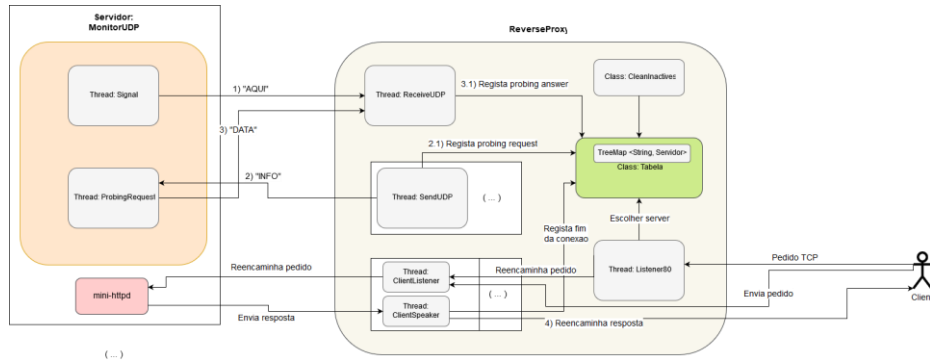 Servidor:
MonitorUDP
ReverseProxy
Thread: Signal
1) "AQUI"
Thread: ReceiveUDP
3.1) Regista probing answer
Class: CleanInactives
3) "DATA"
2.1) Regista probing request
TreeMap <String, Servidor>
Class: Tabela
Thread: ProbingRequest
2) "INFO"
Thread: SendUDP
( ... )
Escolher server
Regista fim
da conexao
Pedido TCP
Reencaminha pedido
Thread:
ClientListener
Reencaminha pedido
Thread: Listener80
mini-httpd
( ... )
Envia pedido
Client
Thread:
ClientSpeaker
Envia resposta
4) Reencaminha resposta
( ... )